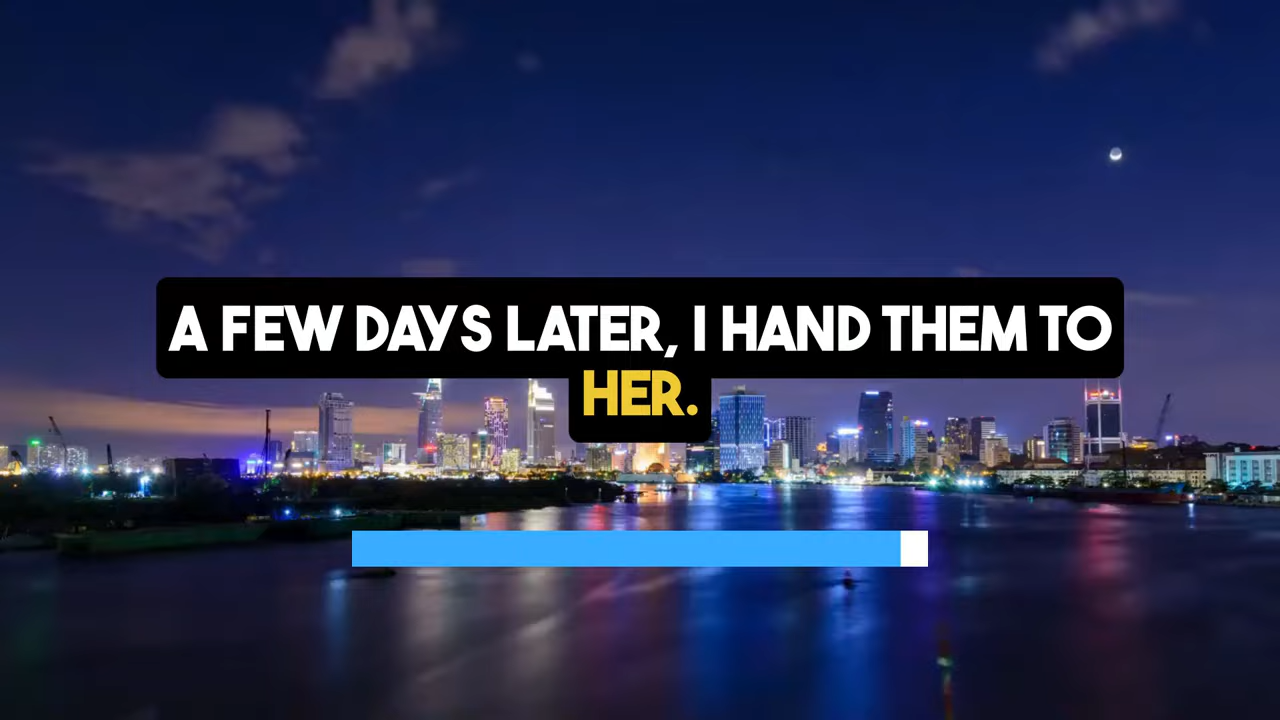 A FEW DAYS LATER, I HAND THEM TO
HER.